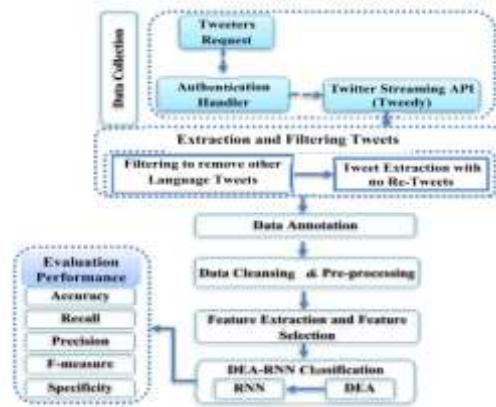 Tweeters
Request
Data Collection
Authentication
Handler
Twitter Streaming API
(Tweedy)
Extraction and Filtering Tweets
Filtering to remove other
Language Tweets
Tweet Extraction with
no Re-Tweets
Data Annotation
Data Cleansing & Pre-processing
Feature Extraction and Feature
Selection
DEA-RNN Classification
RNN
DEA
Evaluation
Performance
Accuracy
Recall
Precision
F-measure
Specificity